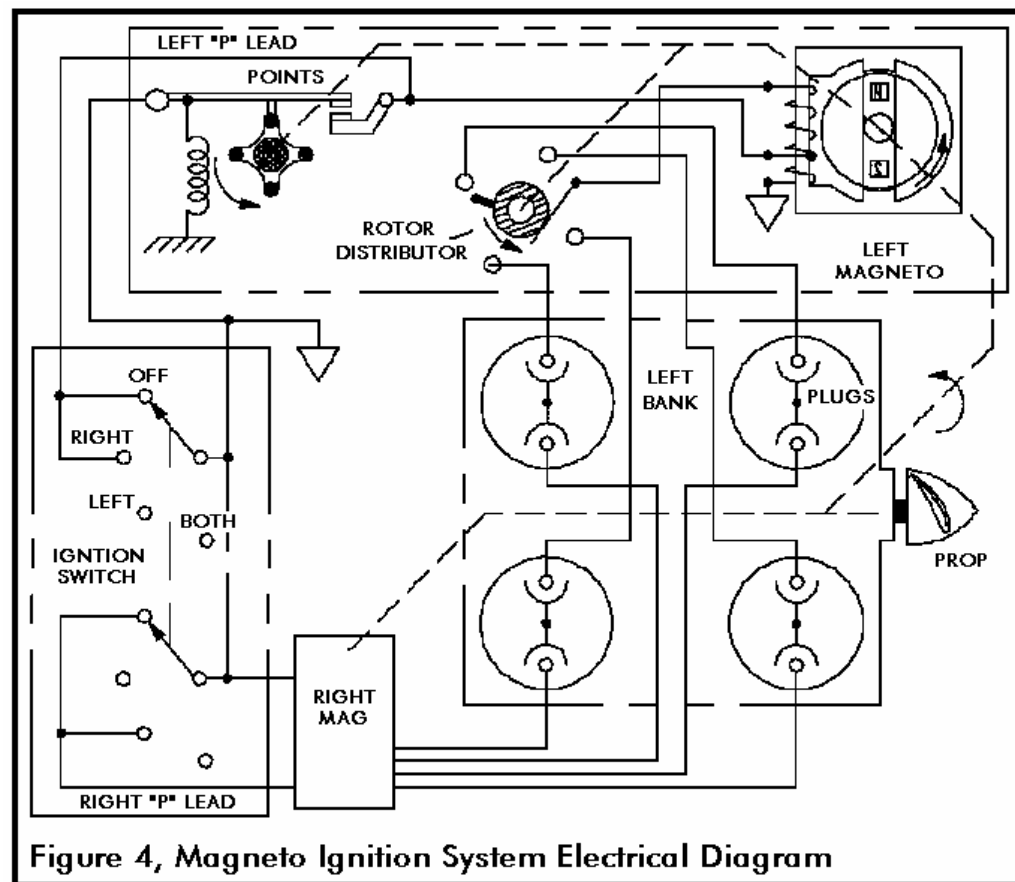 LEFT "P" LEAD
POINTS
N
S
ROTOR
DISTRIBUTOR
LEFT
MAGNETO
OFF
RIGHT
LEFT
BOTH
IGNTION
SWITCH
LEFT
BANK
PLUGS
PROP
RIGHT
MAG
RIGHT "P" LEAD
Figure 4, Magneto Ignition System Electrical Diagram